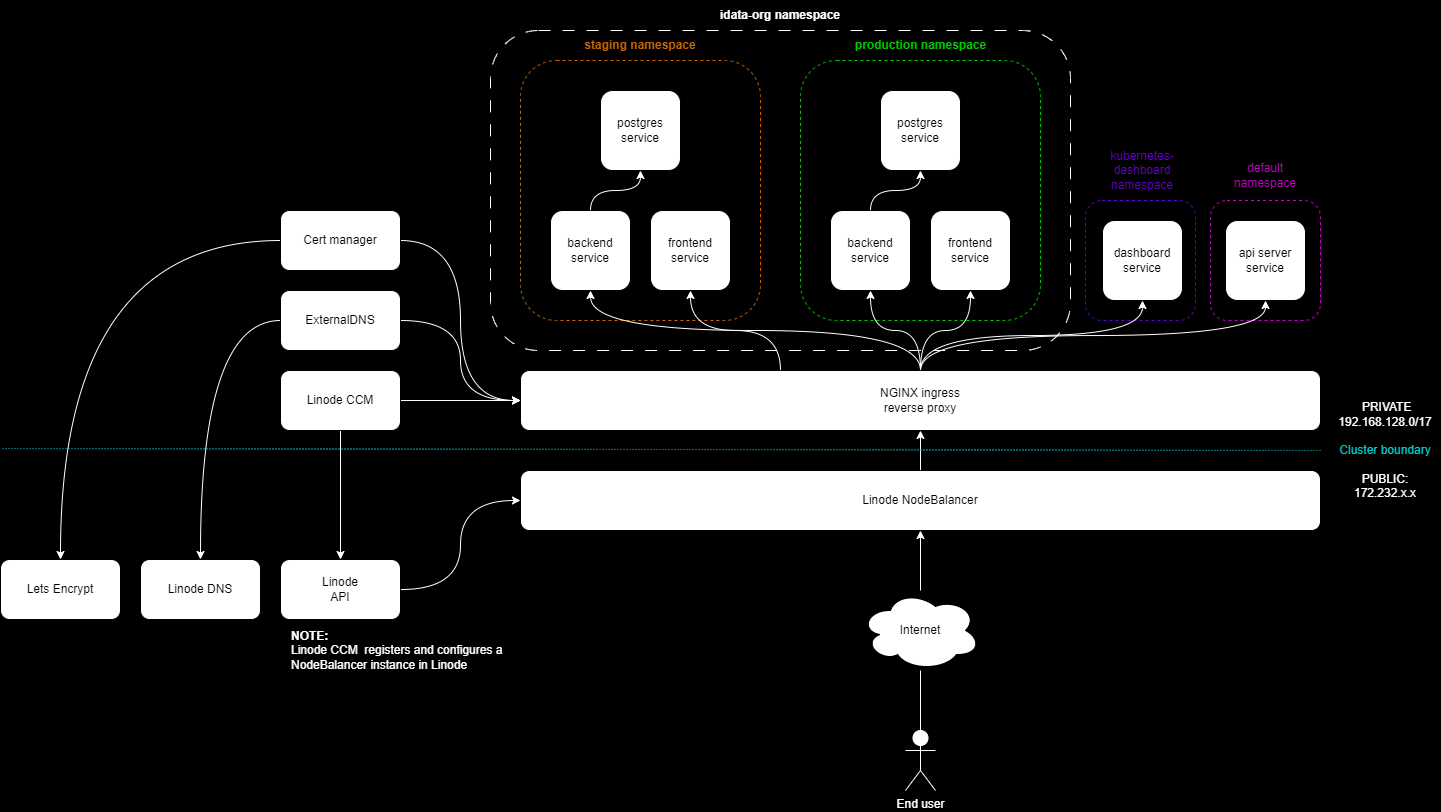 idata-org namespace
staging namespace
production namespace
postgres
service
postgres
service
kubernetes-
dashboard
namespace
default
namespace
Cert manager
backend
service
frontend
service
backend
service
frontend
service
dashboard
service
api server
service
ExternalDNS
Linode CCM
NGINX ingress
reverse proxy
PRIVATE
192.168.128.0/17
Cluster boundary
PUBLIC:
172.232.x.x
Linode NodeBalancer
Lets Encrypt
Linode DNS
Linode
API
NOTE:
Linode CCM  registers and configures a
NodeBalancer instance in Linode
Internet
End user